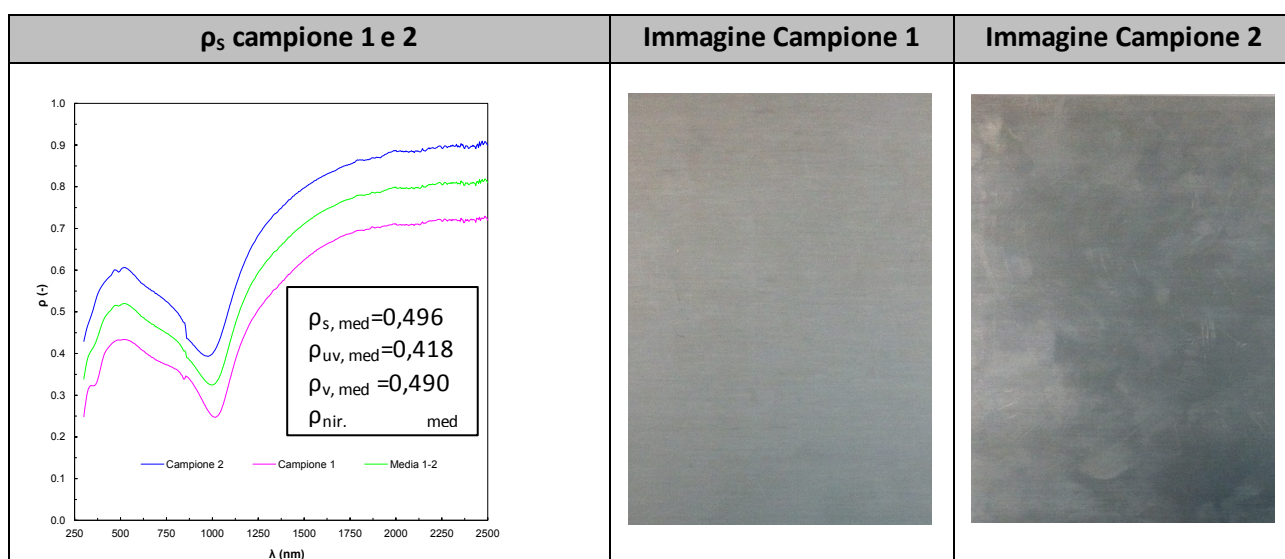 ρs campione 1 e 2
Immagine Campione 1
Immagine Campione 2
1.0
0.9
0.8
0.7
0.6
0.5
0.4
0.3
0.2
0.1
0.0
ρ (-)
ρs, med=0,496
ρuv, med=0,418
ρv, med =0,490
ρnir. med
Campione 2
Campione 1
Media 1-2
250 500 750 1000 1250 1500 1750 2000 2250 2500
λ (nm)